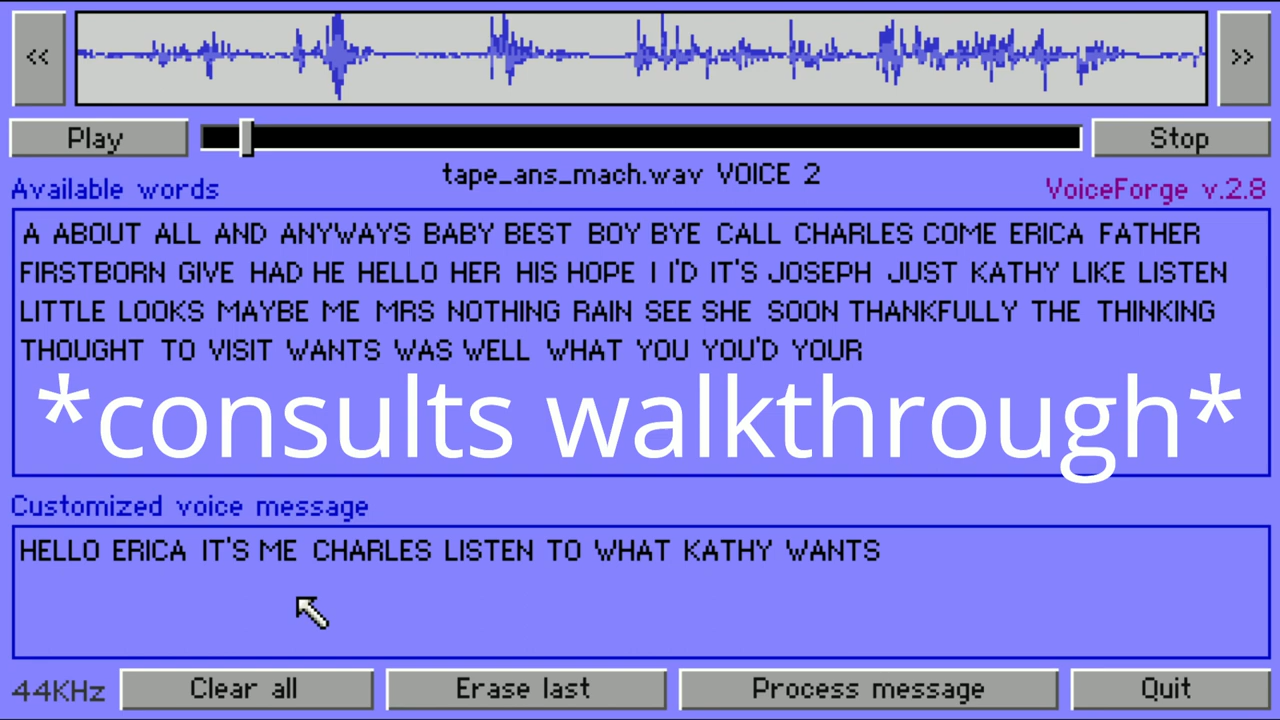 << >>
Play Stop
tape_ans_mach.wav VOICE 2
Available words VoiceForge v.2.8
A ABOUT ALL AND ANYWAYS BABY BEST BOY BYE CALL CHARLES COME ERICA FATHER
FIRSTBORN GIVE HAD HE HELLO HER HIS HOPE I I'D IT'S JOSEPH JUST KATHY LIKE LISTEN
LITTLE LOOKS MAYBE ME MRS NOTHING RAIN SEE SHE SOON THANKFULLY THE THINKING
THOUGHT TO VISIT WANTS WAS WELL WHAT YOU YOU'D YOUR
*consults walkthrough*
Customized voice message
HELLO ERICA IT'S ME CHARLES LISTEN TO WHAT KATHY WANTS
44KHz Clear all Erase last Process message Quit